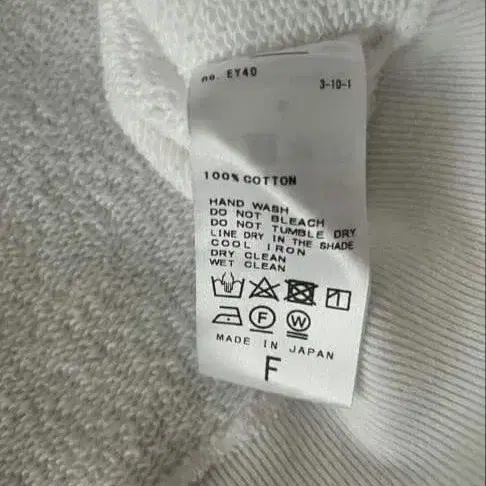 no. EY40
3-10-1
100% COTTON
HAND WASH
DO NOT BLEACH
DO NOT TUMBLE DRY
LINE DRY IN THE SHADE
COOL IRON
DRY CLEAN
WET CLEAN
F W
MADE IN JAPAN
F